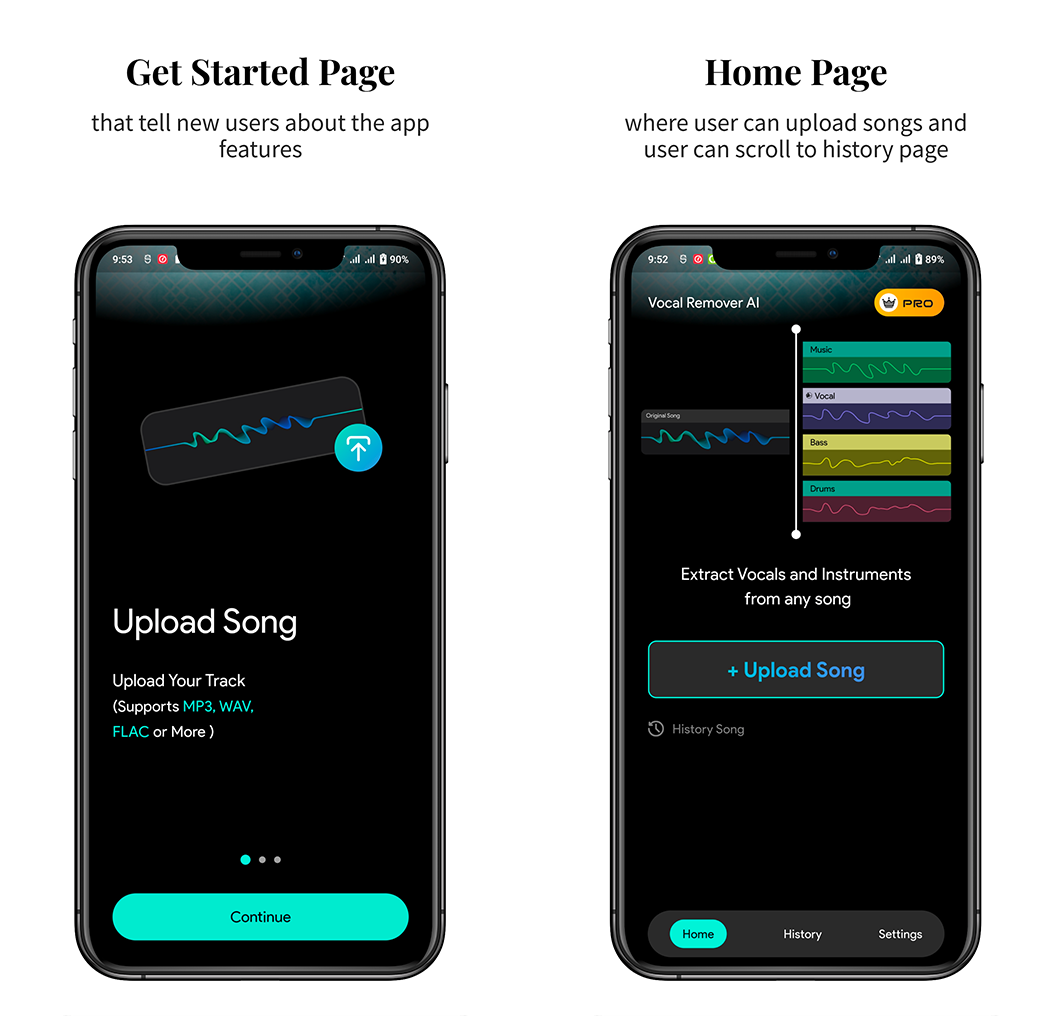 Get Started Page
that tell new users about the app
features
9:53
90%
Upload Song
Upload Your Track
(Supports MP3, WAV,
FLAC or More )
Continue
Home Page
where user can upload songs and
user can scroll to history page
9:52
89%
Vocal Remover AI
PRO
Original Song
Music
Vocal
Bass
Drums
Extract Vocals and Instruments
from any song
+ Upload Song
History Song
Home
History
Settings